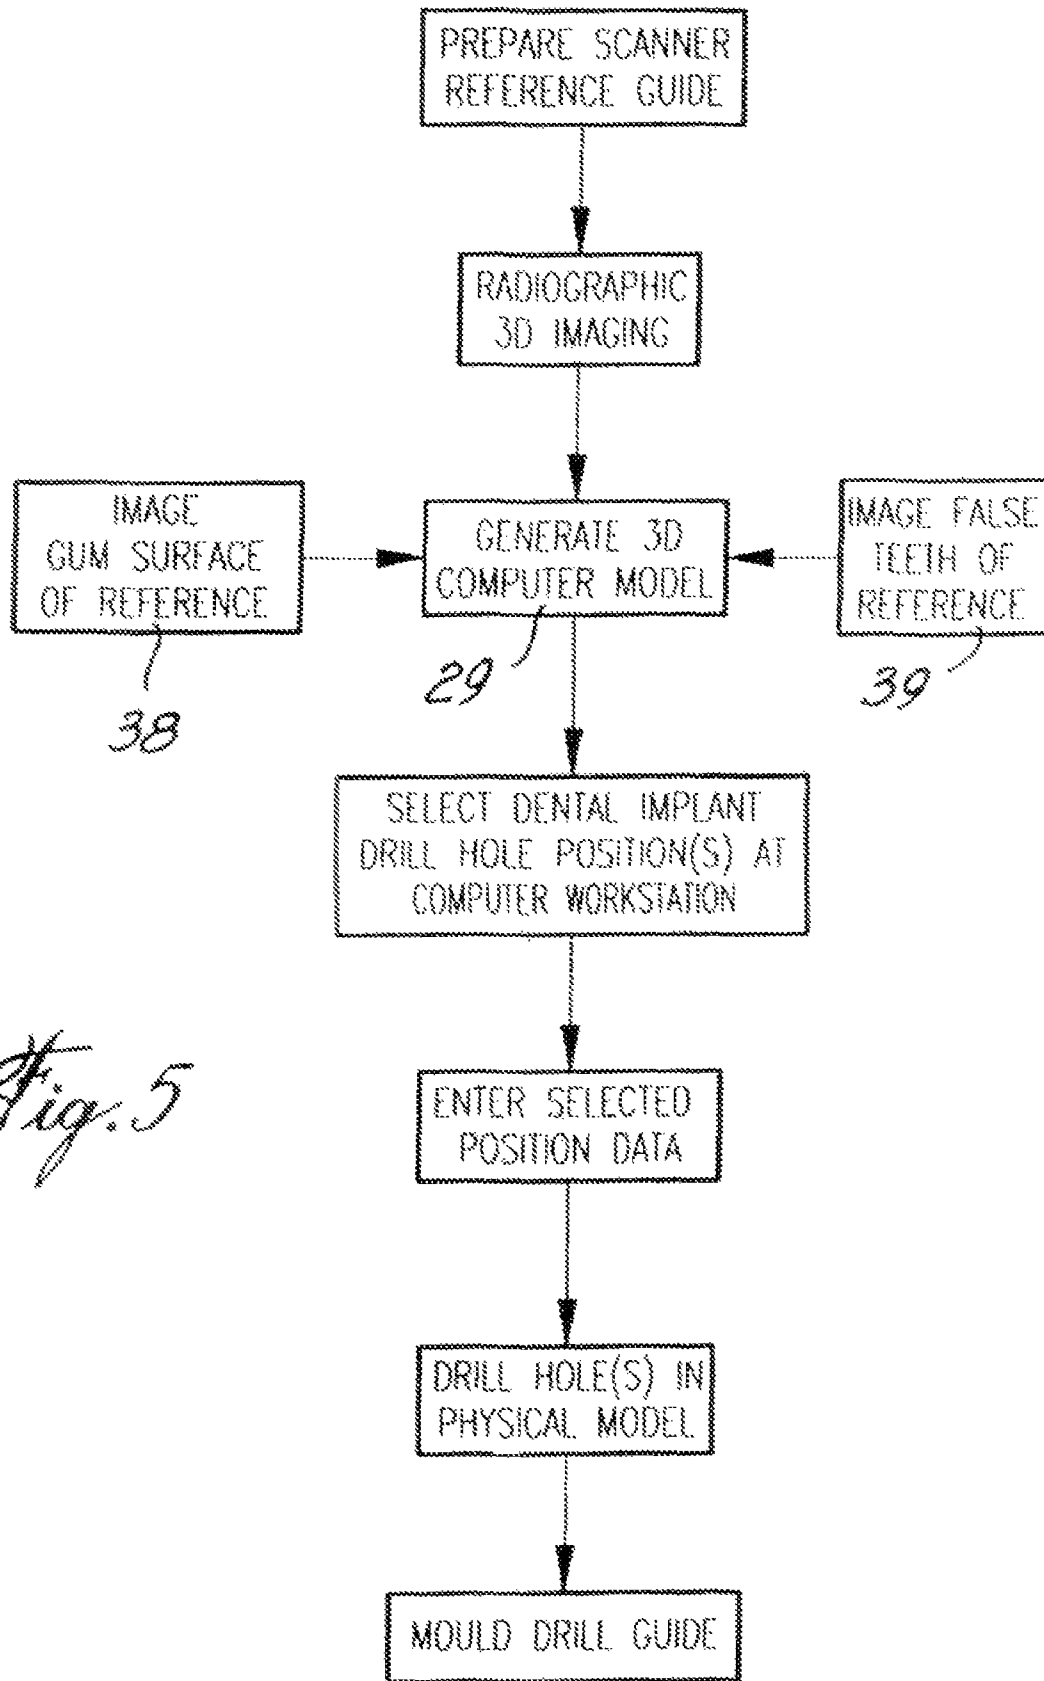 PREPARE SCANNER
REFERENCE GUIDE
RADIOGRAPHIC
3D IMAGING
IMAGE
GUM SURFACE
OF REFERENCE
38
GENERATE 3D
COMPUTER MODEL
29
IMAGE FALSE
TEETH OF
REFERENCE
39
SELECT DENTAL IMPLANT
DRILL HOLE POSITION(S) AT
COMPUTER WORKSTATION
ENTER SELECTED
POSITION DATA
Fig. 5
DRILL HOLE(S) IN
PHYSICAL MODEL
MOULD DRILL GUIDE